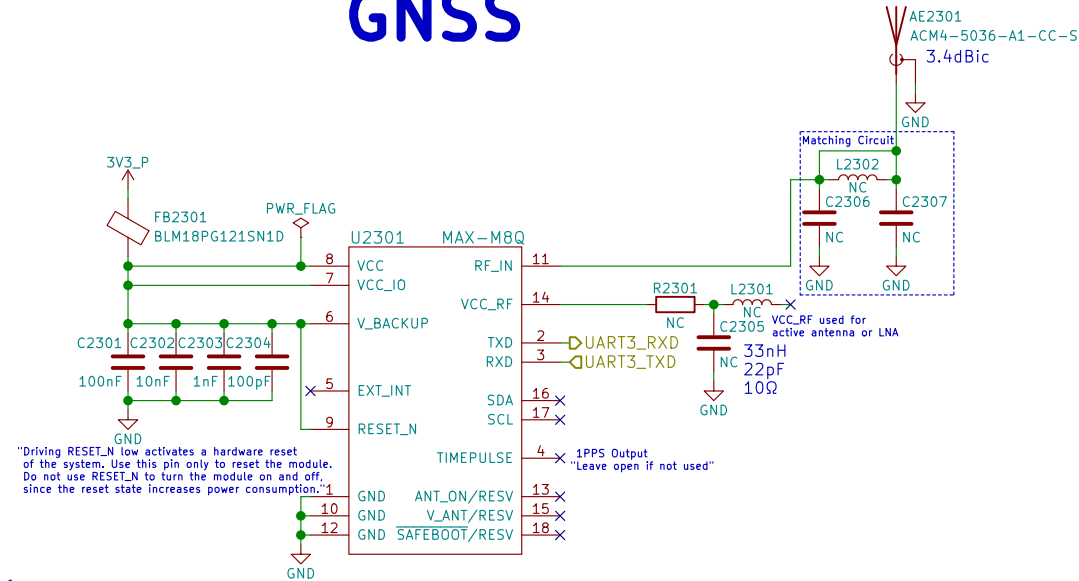 GNSS
AE2301
ACM4-5036-A1-CC-S
3.4dBic
GND
Matching Circuit
L2302
NC
C2306
NC
C2307
NC
GND
GND
3V3_P
FB2301
BLM18PG121SN1D
PWR_FLAG
U2301
MAX-M8Q
8
VCC
7
VCC_IO
6
V_BACKUP
5
EXT_INT
9
RESET_N
1
GND
10
GND
12
GND
RF_IN
11
VCC_RF
14
TXD
2
RXD
3
SDA
16
SCL
17
TIMEPULSE
4
ANT_ON/RESV
13
V_ANT/RESV
15
SAFEBOOT/RESV
18
R2301
NC
L2301
NC
C2305
NC
VCC_RF used for
active antenna or LNA
33nH
22pF
10Ω
GND
UART3_RXD
UART3_TXD
1PPS Output
"Leave open if not used"
C2301
100nF
C2302
10nF
C2303
1nF
C2304
100pF
GND
"Driving RESET_N low activates a hardware reset
of the system. Use this pin only to reset the module.
Do not use RESET_N to turn the module on and off,
since the reset state increases power consumption."
GND